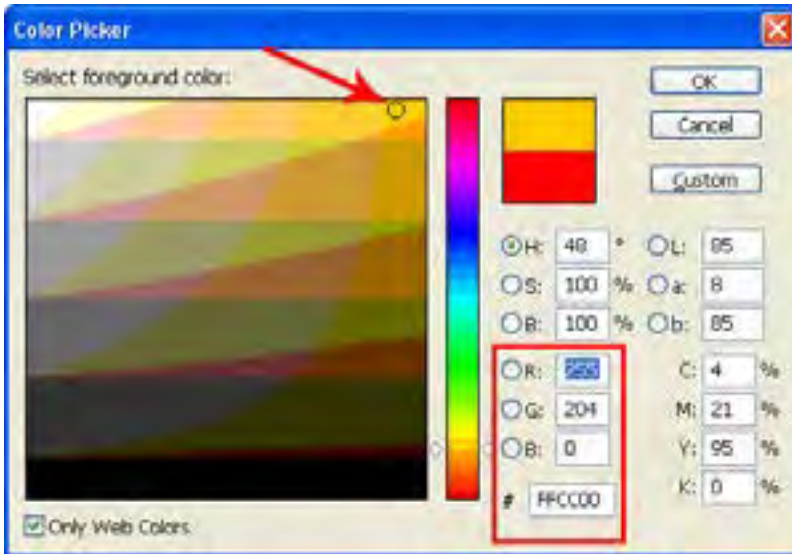 Color Picker
Select foreground color:
OK
Cancel
Custom
H: 48 °
S: 100 %
B: 100 %
L: 85
a: 8
b: 85
R: 255
G: 204
B: 0
# FFCC00
C: 4 %
M: 21 %
Y: 95 %
K: 0 %
Only Web Colors